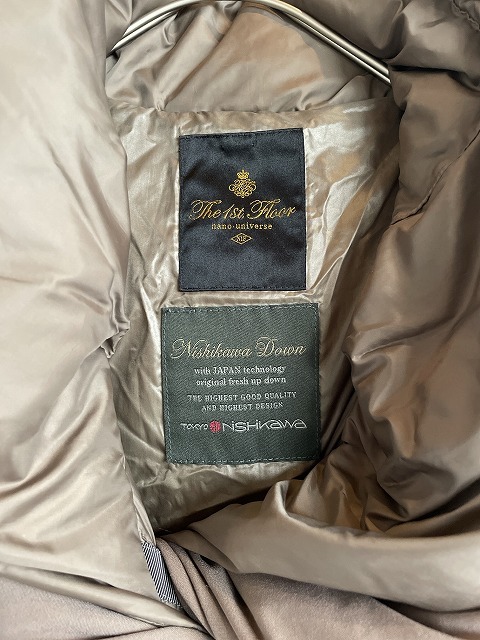 The 1st. Floor
nano·universe
Nishikawa Down
with JAPAN technology
original fresh up down
THE HIGHEST GOOD QUALITY
AND HIGHEST DESIGN
TOKYO NiSHiKAWA